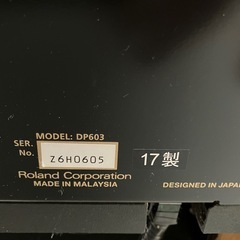 MODEL: DP603
SER. No. Z6H0605
17製
Roland Corporation
MADE IN MALAYSIA
DESIGNED IN JAPAN